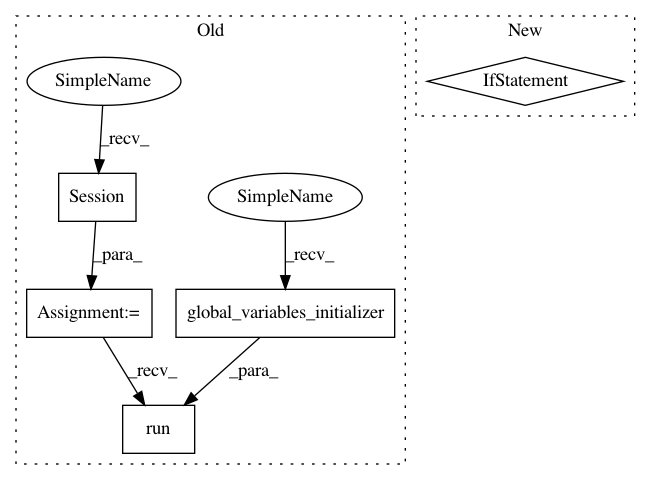 Old
New
SimpleName
IfStatement
_recv_
Session
SimpleName
_para_
_recv_
Assignment:=
global_variables_initializer
_recv_
_para_
run